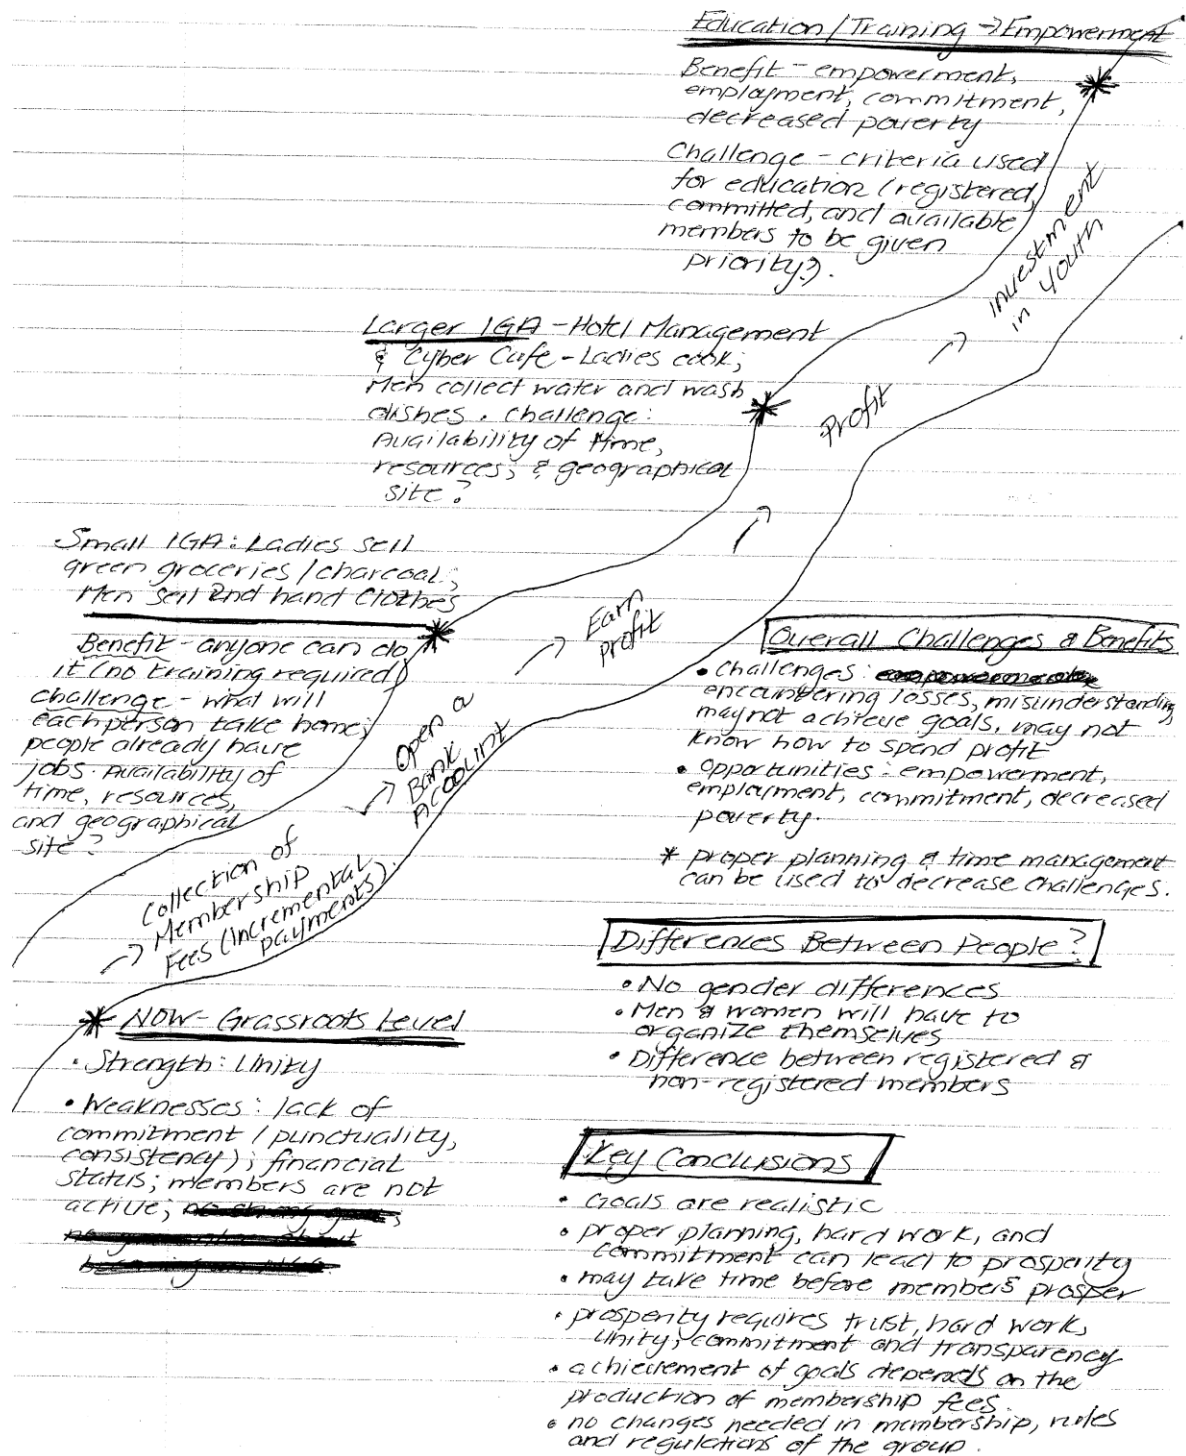 Education / Training → Empowerment
Benefit - empowerment,
employment, commitment,
decreased poverty
Challenge - criteria used
for education (registered,
committed, and available
members to be given
priority?).
investment
in youth
Larger IGA - Hotel Management
& Cyber Cafe - Ladies cook;
Men collect water and wash
dishes. Challenge:
Availability of time,
resources, & geographical
site?
Profit
Small IGA: Ladies sell
green groceries / charcoal;
Men sell 2nd hand clothes
Benefit - anyone can do
it (no training required)
challenge - what will
each person take home;
people already have
jobs. Availability of
time, resources,
and geographical
site?
Earn
profit
Open a
Bank
Account
Collection of
Membership
Fees (Incremental
payments).
* NOW - Grassroots Level
• Strength: Unity
• Weaknesses: lack of
commitment (punctuality,
consistency); financial
status; members are not
active;
Overall Challenges & Benefits
• Challenges:
encountering losses, misunderstanding,
may not achieve goals, may not
know how to spend profit
• Opportunities: empowerment,
employment, commitment, decreased
poverty.
* proper planning & time management
can be used to decrease challenges.
Differences Between People?
• No gender differences
• Men & women will have to
organize themselves
• Difference between registered &
non-registered members
Key Conclusions
• Goals are realistic
• proper planning, hard work, and
commitment can lead to prosperity
• may take time before members prosper
• prosperity requires trust, hard work,
unity, commitment and transparency
• achievement of goals depends on the
production of membership fees.
• no changes needed in membership, rules
and regulations of the group.